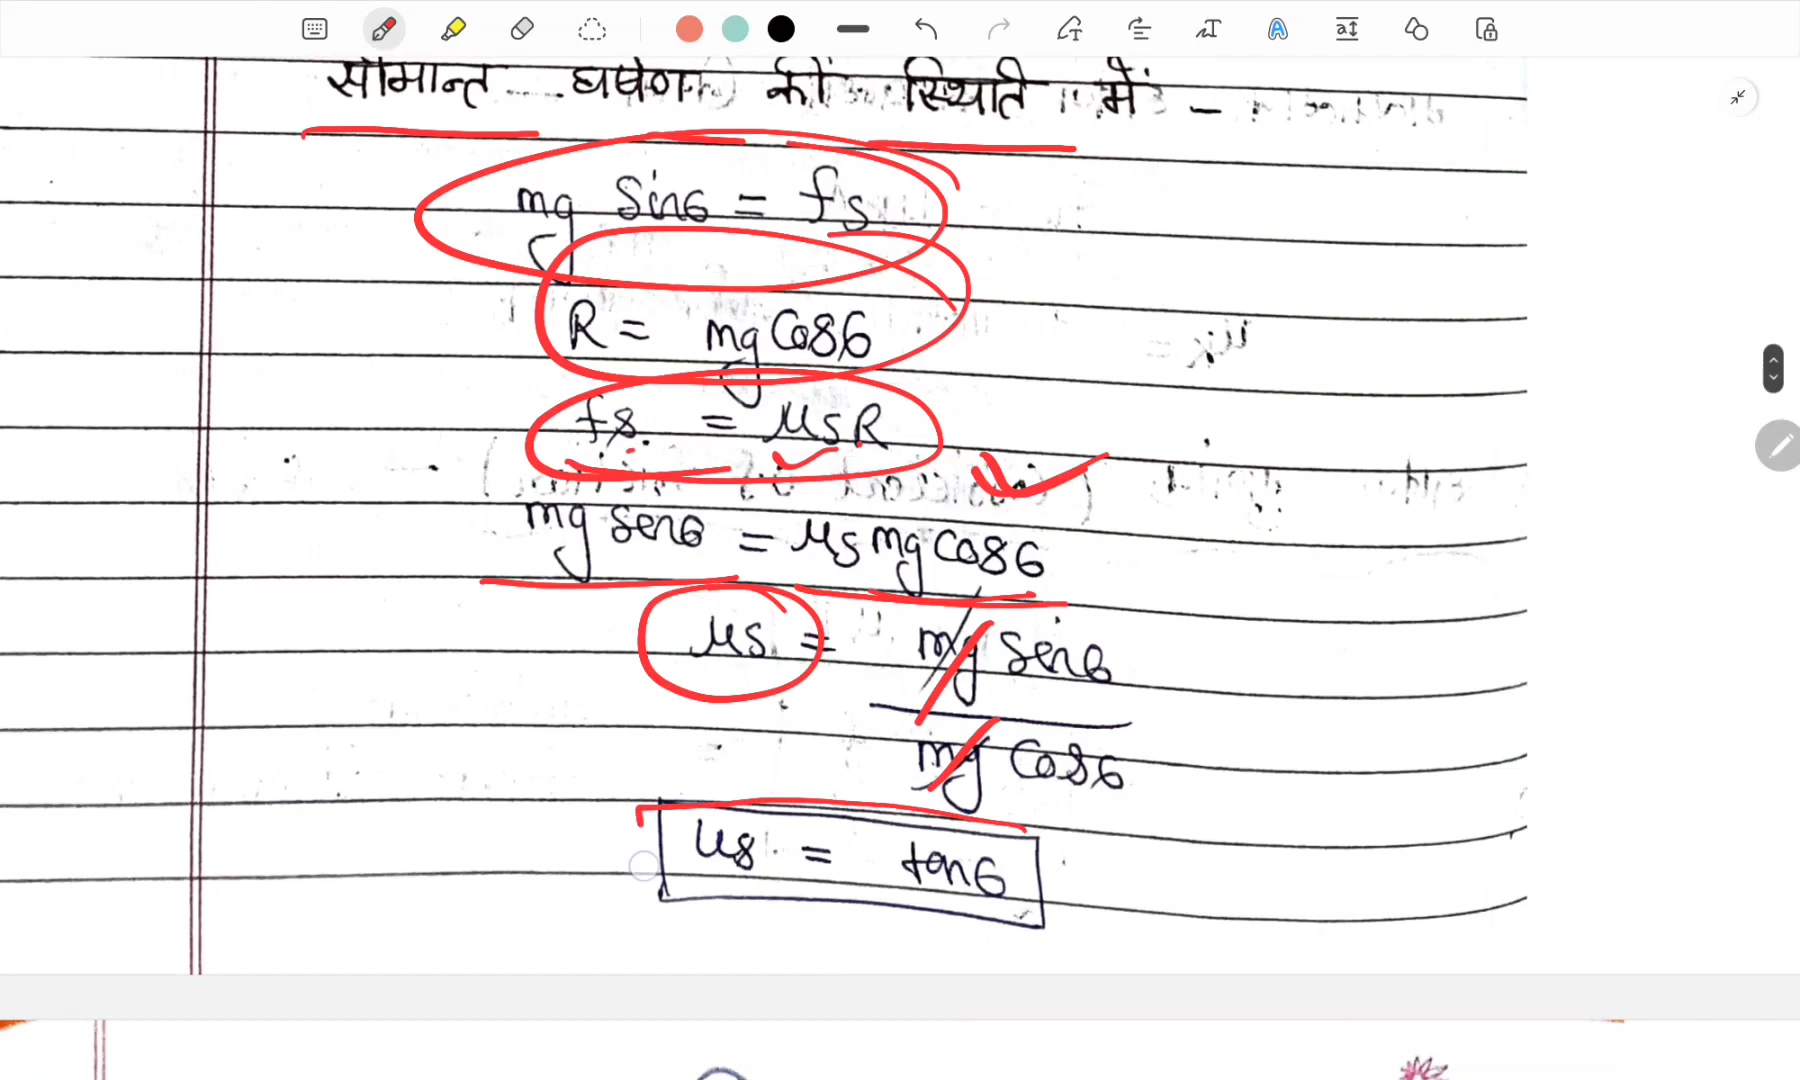 सीमान्त घर्षण की स्थिति में -
mg Sinθ = fs
R = mg Cosθ
fs = μsR
mg sinθ = μs mg cosθ
μs = mg sinθ / mg Cosθ
μs = tanθ